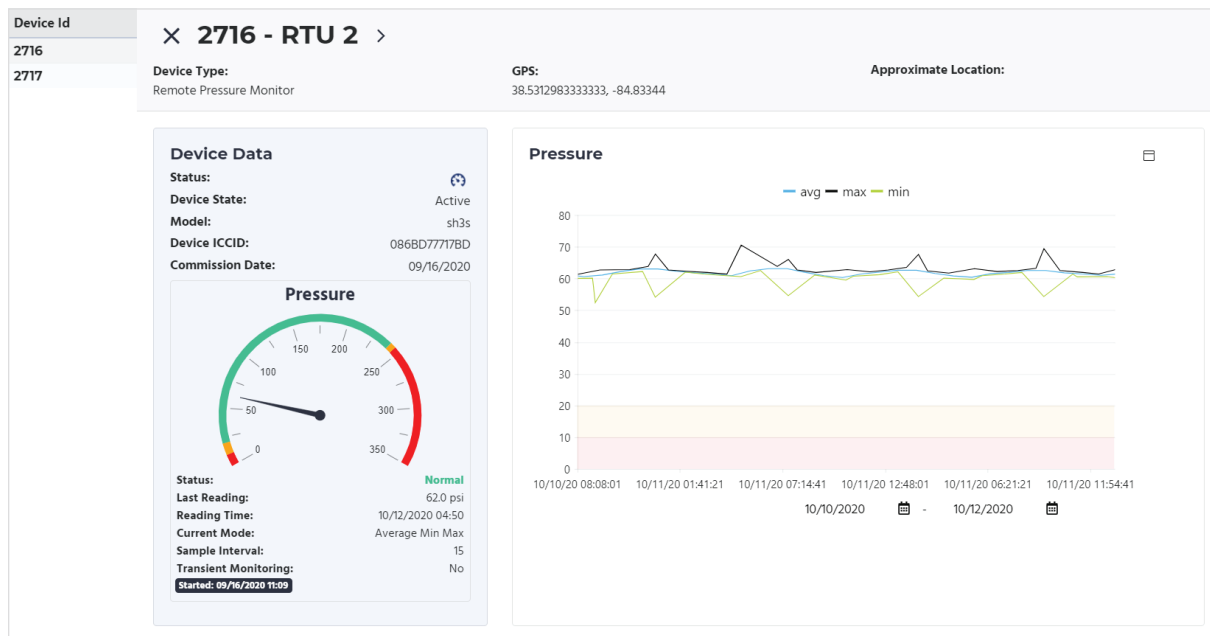 Device Id
2716
2717
2716 - RTU 2
Device Type:
Remote Pressure Monitor
GPS:
38.5312983333333, -84.83344
Approximate Location:
Device Data
Status:
Device State: Active
Model: sh3s
Device ICCID: 086BD77717BD
Commission Date: 09/16/2020
Pressure
0
50
100
150
200
250
300
350
Status: Normal
Last Reading: 62.0 psi
Reading Time: 10/12/2020 04:50
Current Mode: Average Min Max
Sample Interval: 15
Transient Monitoring: No
Started: 09/16/2020 11:09
Pressure
avg max min
80
70
60
50
40
30
20
10
0
10/10/20 08:08:01 10/11/20 01:41:21 10/11/20 07:14:41 10/11/20 12:48:01 10/11/20 06:21:21 10/11/20 11:54:41
10/10/2020 - 10/12/2020